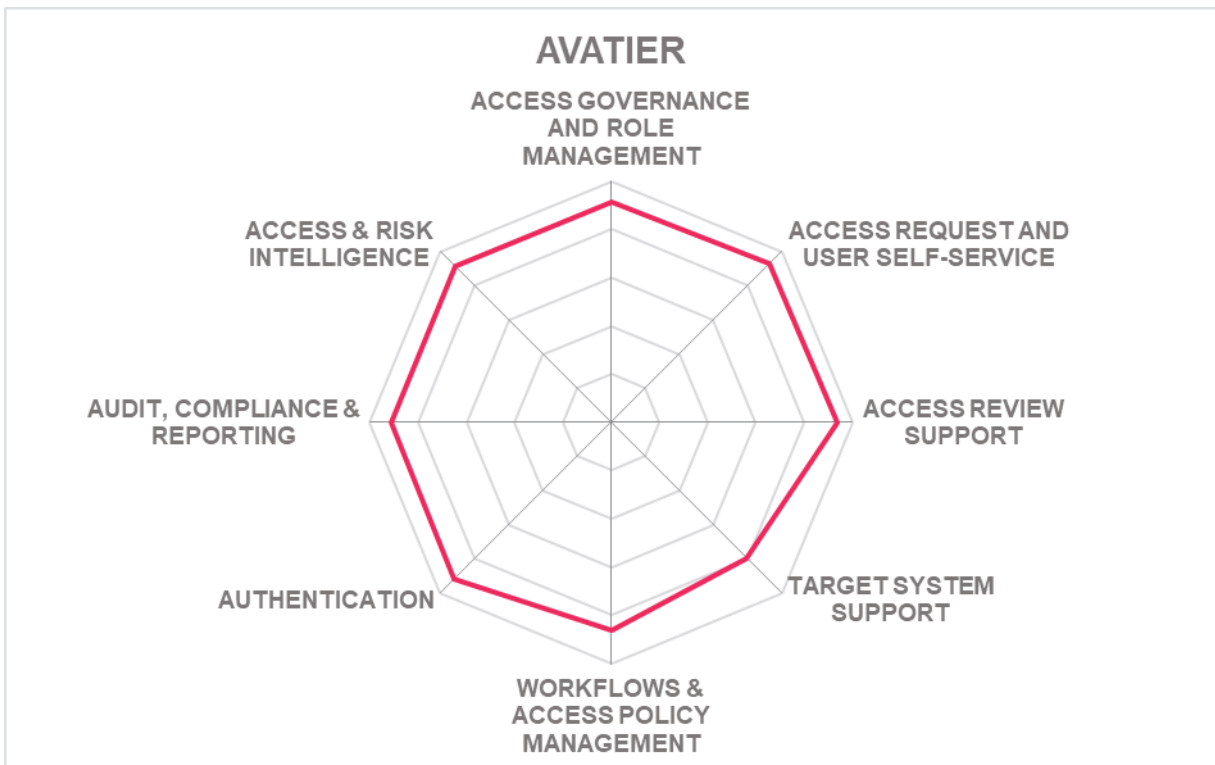 AVATIER
ACCESS GOVERNANCE
AND ROLE
MANAGEMENT
ACCESS & RISK
INTELLIGENCE
ACCESS REQUEST AND
USER SELF-SERVICE
AUDIT, COMPLIANCE &
REPORTING
ACCESS REVIEW
SUPPORT
AUTHENTICATION
TARGET SYSTEM
SUPPORT
WORKFLOWS &
ACCESS POLICY
MANAGEMENT